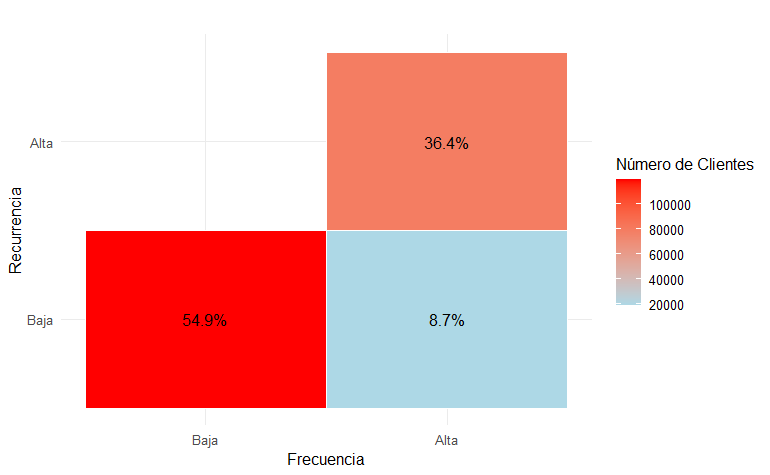 Alta
36.4%
Recurrencia
Baja
54.9%
8.7%
Baja
Alta
Frecuencia
Número de Clientes
100000
80000
60000
40000
20000